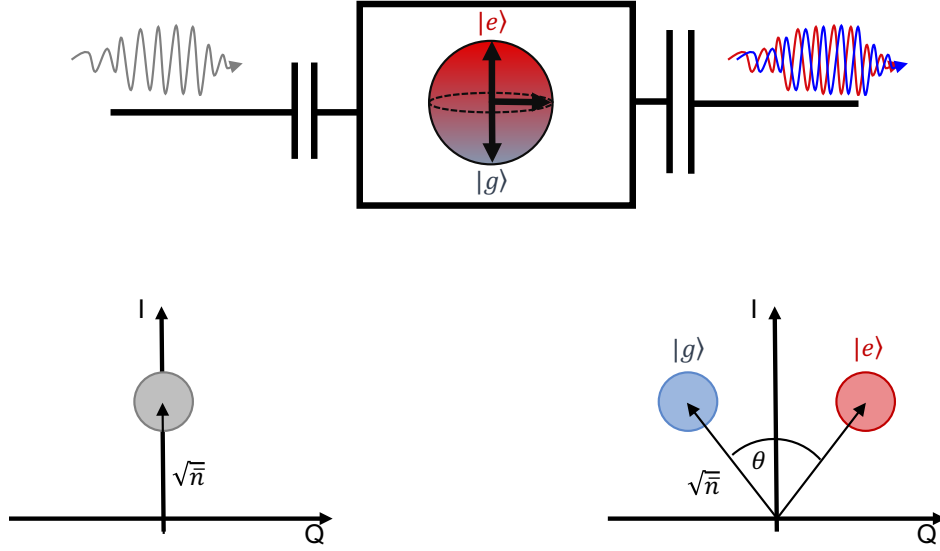 |e⟩
|g⟩
I
√n̄
Q
I
|g⟩
|e⟩
θ
√n̄
Q